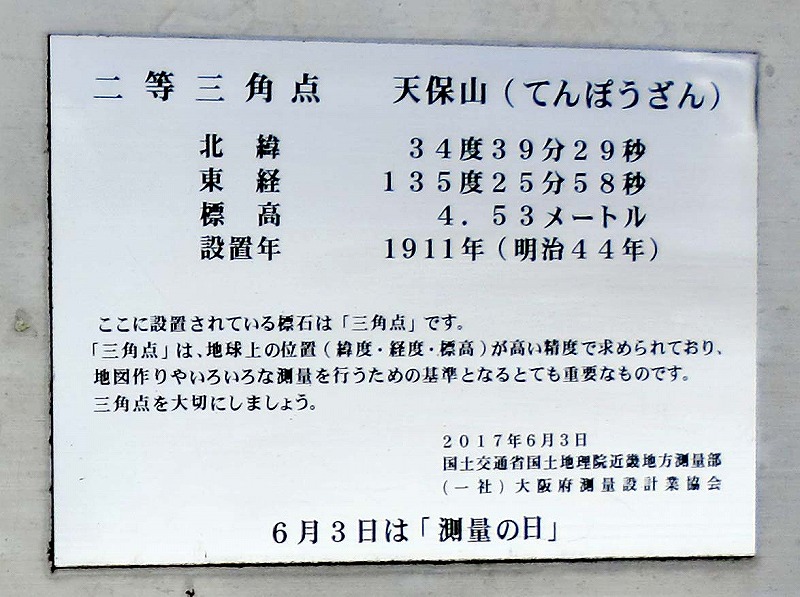 二等三角点　天保山（てんぽうざん）
北緯　３４度３９分２９秒
東経　１３５度２５分５８秒
標高　４．５３メートル
設置年　1911年（明治４４年）
ここに設置されている標石は「三角点」です。
「三角点」は、地球上の位置（緯度・経度・標高）が高い精度で求められており、
地図作りやいろいろな測量を行うための基準となるとても重要なものです。
三角点を大切にしましょう。
２０１７年６月３日
国土交通省国土地理院近畿地方測量部
（一社）大阪府測量設計業協会
６月３日は「測量の日」